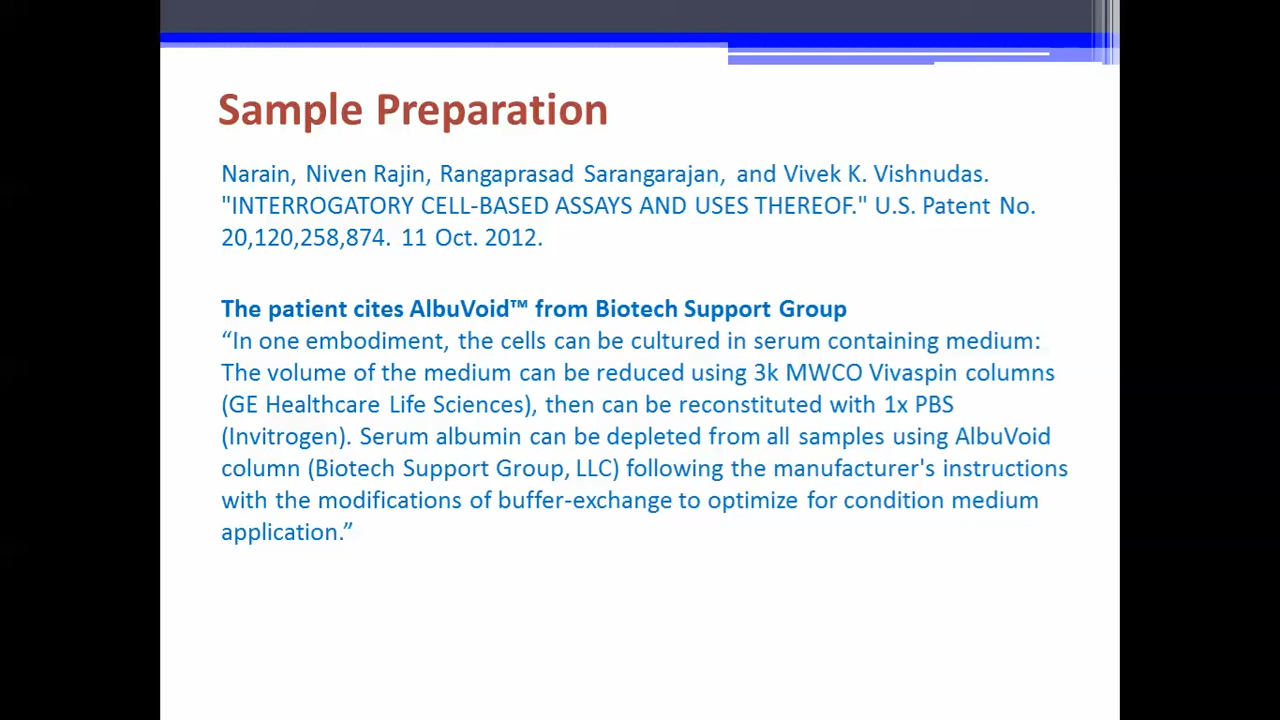 Sample Preparation
Narain, Niven Rajin, Rangaprasad Sarangarajan, and Vivek K. Vishnudas.
"INTERROGATORY CELL-BASED ASSAYS AND USES THEREOF." U.S. Patent No.
20,120,258,874. 11 Oct. 2012.
The patient cites AlbuVoid™ from Biotech Support Group
“In one embodiment, the cells can be cultured in serum containing medium:
The volume of the medium can be reduced using 3k MWCO Vivaspin columns
(GE Healthcare Life Sciences), then can be reconstituted with 1x PBS
(Invitrogen). Serum albumin can be depleted from all samples using AlbuVoid
column (Biotech Support Group, LLC) following the manufacturer's instructions
with the modifications of buffer-exchange to optimize for condition medium
application.”